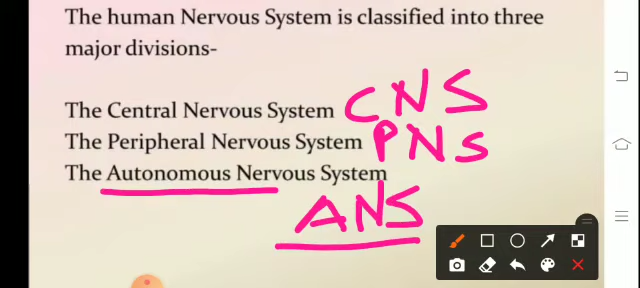 The human Nervous System is classified into three
major divisions-
The Central Nervous System CNS
The Peripheral Nervous System PNS
The Autonomous Nervous System
ANS